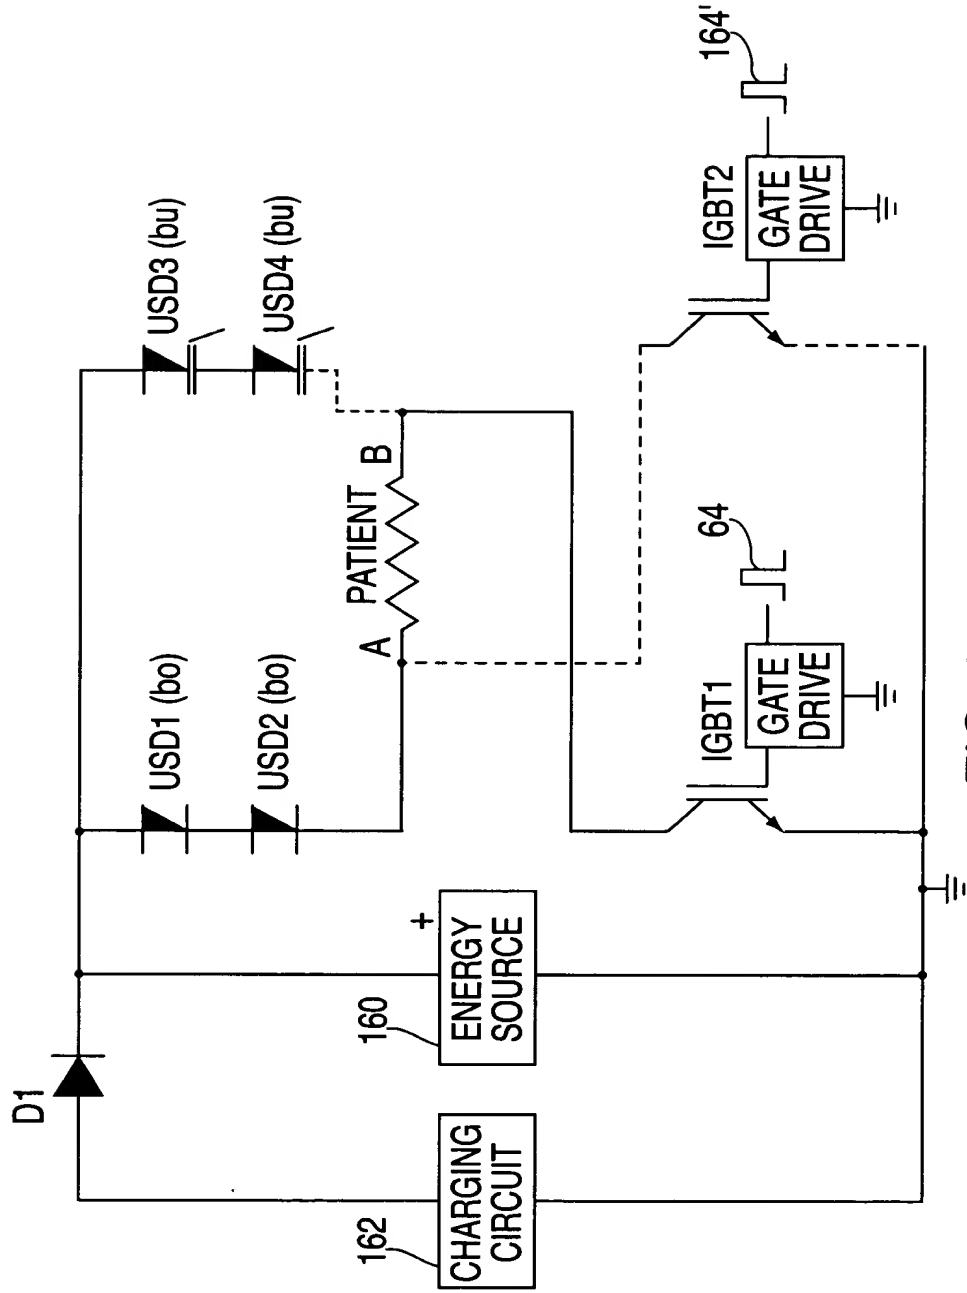 D1
162
CHARGING
CIRCUIT
160
ENERGY
SOURCE
+
USD1 (bo)
USD2 (bo)
A
PATIENT
B
USD3 (bu)
USD4 (bu)
IGBT1
GATE
DRIVE
64
IGBT2
GATE
DRIVE
164'